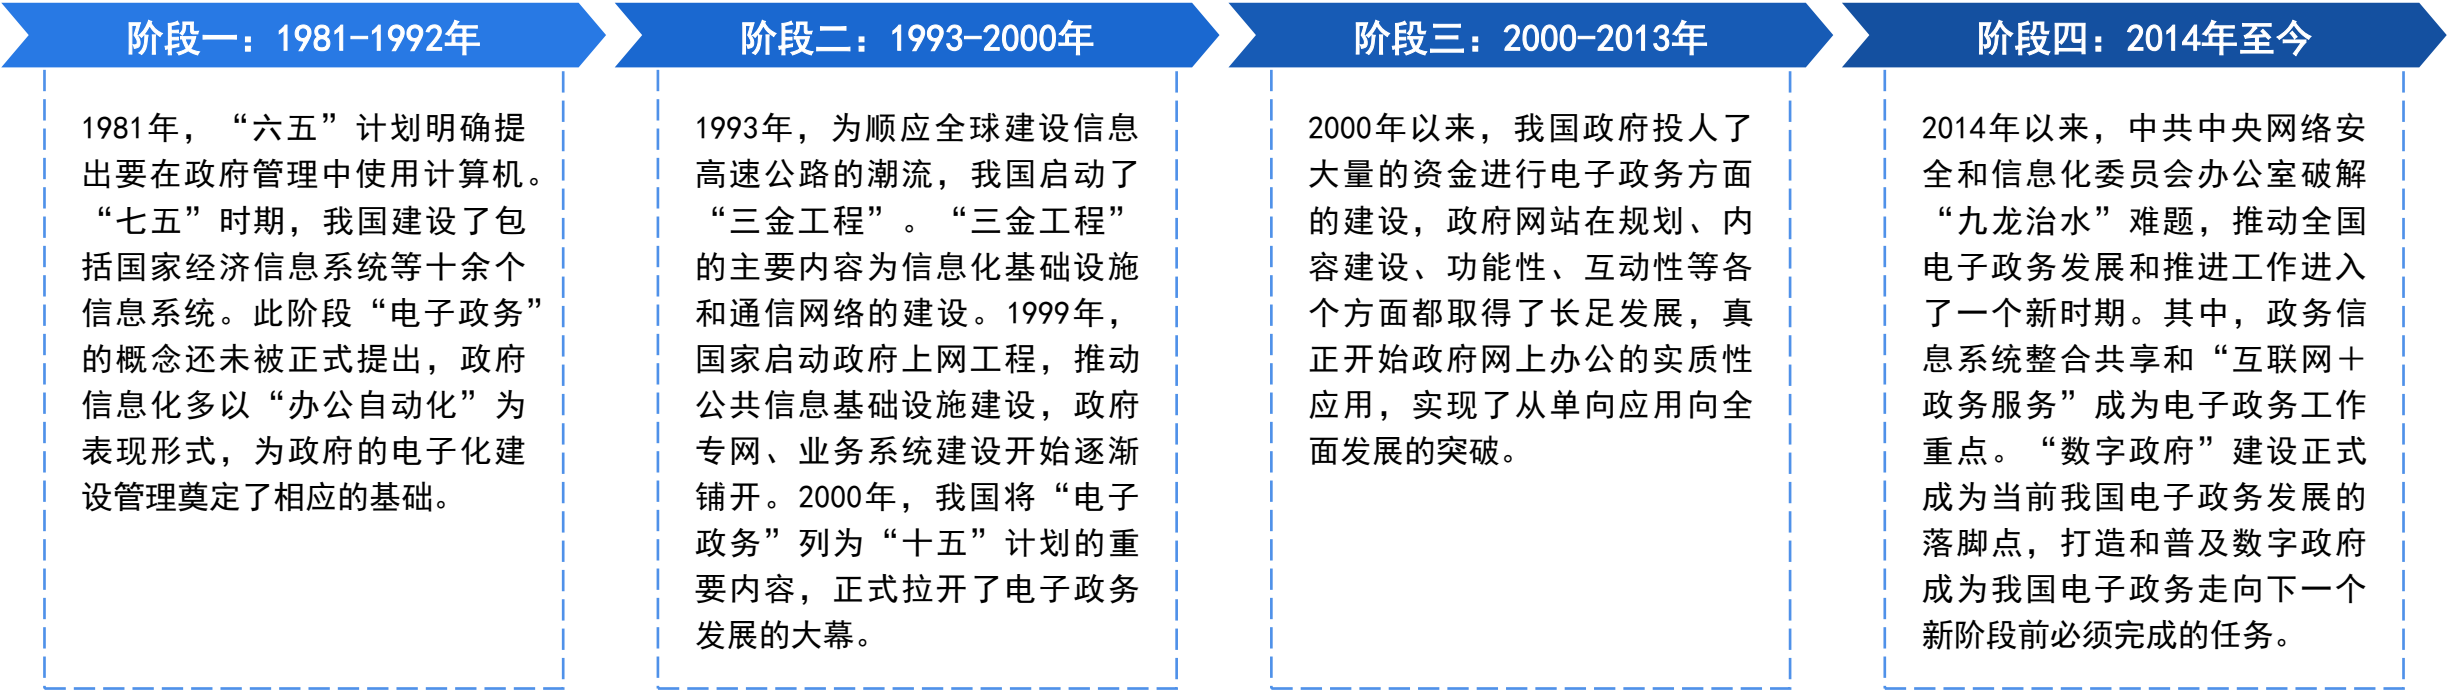 阶段一：1981-1992年
1981年，“六五”计划明确提
出要在政府管理中使用计算机。
“七五”时期，我国建设了包
括国家经济信息系统等十余个
信息系统。此阶段“电子政务”
的概念还未被正式提出，政府
信息化多以“办公自动化”为
表现形式，为政府的电子化建
设管理奠定了相应的基础。
阶段二：1993-2000年
1993年，为顺应全球建设信息
高速公路的潮流，我国启动了
“三金工程”。“三金工程”
的主要内容为信息化基础设施
和通信网络的建设。1999年，
国家启动政府上网工程，推动
公共信息基础设施建设，政府
专网、业务系统建设开始逐渐
铺开。2000年，我国将“电子
政务”列为“十五”计划的重
要内容，正式拉开了电子政务
发展的大幕。
阶段三：2000-2013年
2000年以来，我国政府投人了
大量的资金进行电子政务方面
的建设，政府网站在规划、内
容建设、功能性、互动性等各
个方面都取得了长足发展，真
正开始政府网上办公的实质性
应用，实现了从单向应用向全
面发展的突破。
阶段四：2014年至今
2014年以来，中共中央网络安
全和信息化委员会办公室破解
“九龙治水”难题，推动全国
电子政务发展和推进工作进入
了一个新时期。其中，政务信
息系统整合共享和“互联网＋
政务服务”成为电子政务工作
重点。“数字政府”建设正式
成为当前我国电子政务发展的
落脚点，打造和普及数字政府
成为我国电子政务走向下一个
新阶段前必须完成的任务。